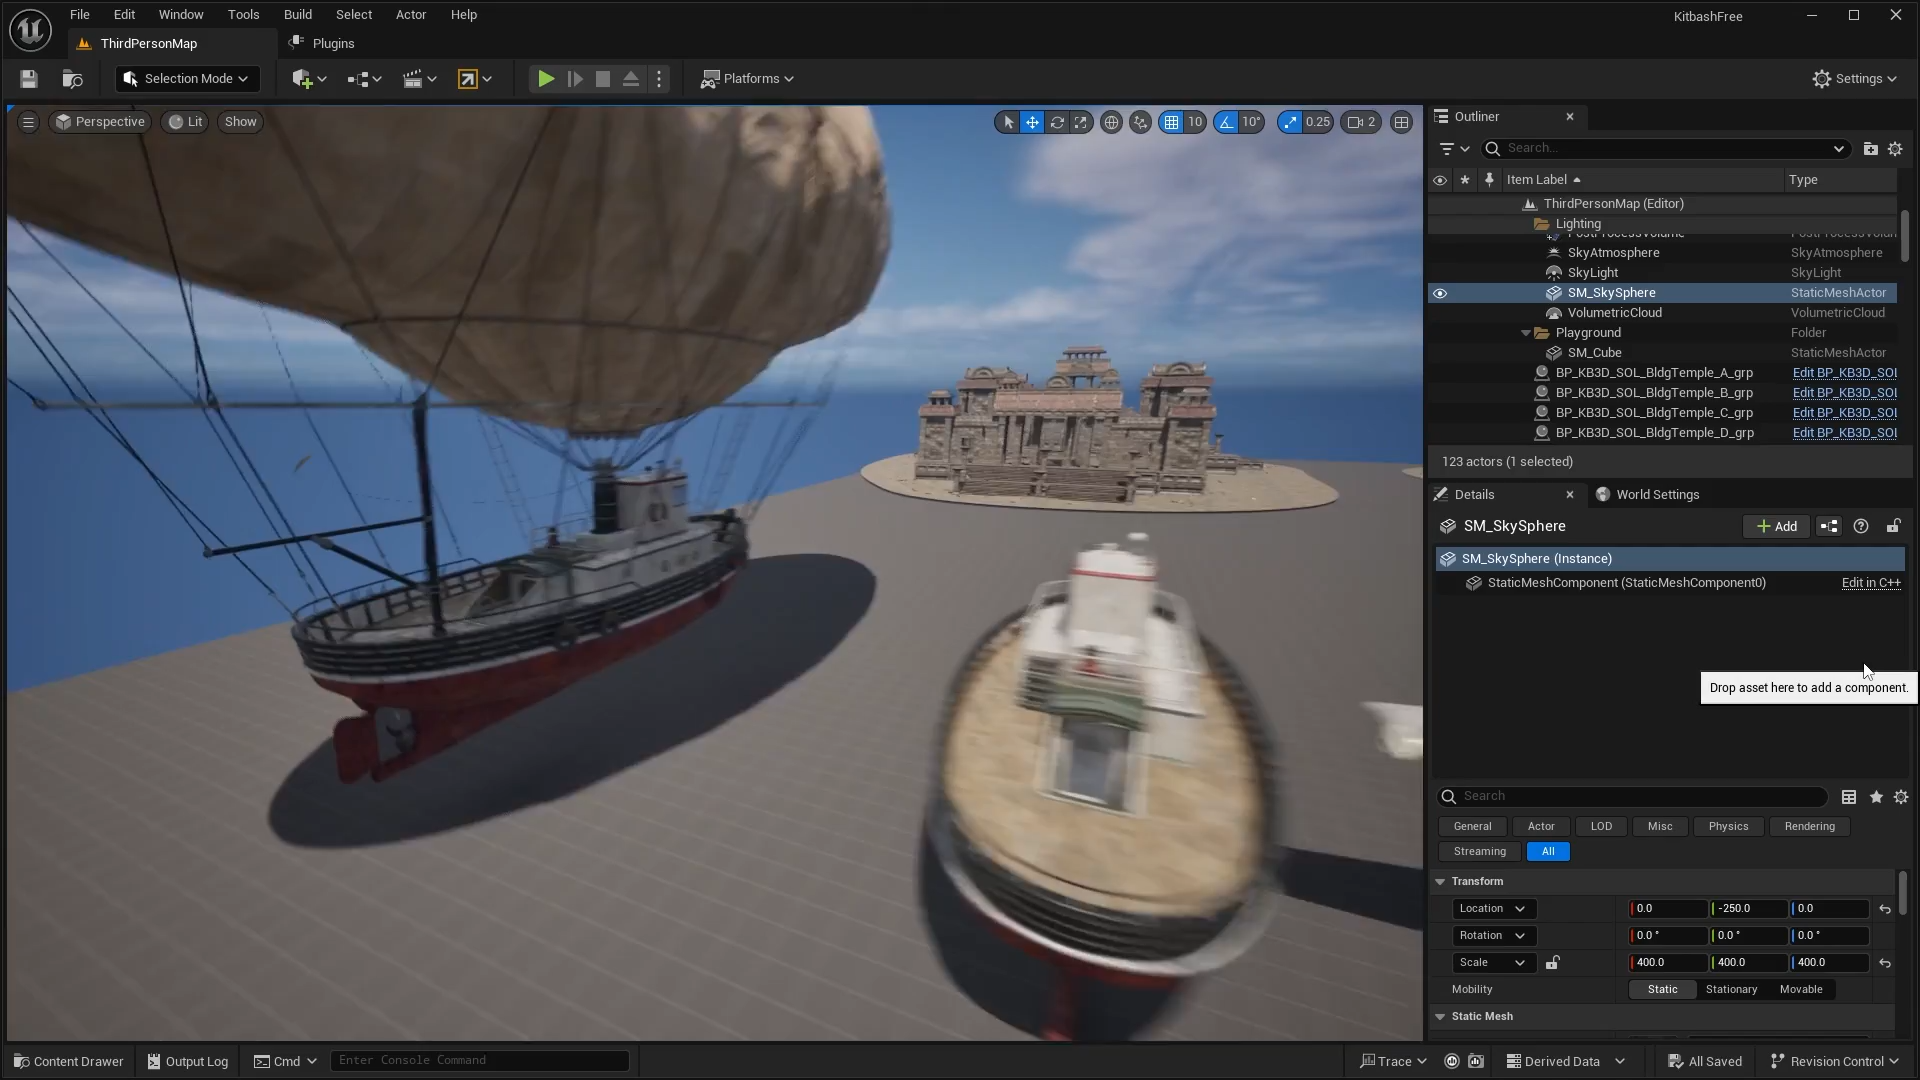 File Edit Window Tools Build Select Actor Help
KitbashFree
ThirdPersonMap
Plugins
Selection Mode
Platforms
Settings
Perspective
Lit
Show
10
10°
0.25
2
Outliner
Search...
Item Label
Type
ThirdPersonMap (Editor)
Lighting
SkyAtmosphere SkyAtmosphere
SkyLight SkyLight
SM_SkySphere StaticMeshActor
VolumetricCloud VolumetricCloud
Playground Folder
SM_Cube StaticMeshActor
BP_KB3D_SOL_BldgTemple_A_grp Edit BP_KB3D_SOL
BP_KB3D_SOL_BldgTemple_B_grp Edit BP_KB3D_SOL
BP_KB3D_SOL_BldgTemple_C_grp Edit BP_KB3D_SOL
BP_KB3D_SOL_BldgTemple_D_grp Edit BP_KB3D_SOL
123 actors (1 selected)
Details
World Settings
SM_SkySphere
Add
SM_SkySphere (Instance)
StaticMeshComponent (StaticMeshComponent0) Edit in C++
Drop asset here to add a component.
Search
General Actor LOD Misc Physics Rendering
Streaming All
Transform
Location 0.0 -250.0 0.0
Rotation 0.0 ° 0.0 ° 0.0 °
Scale 400.0 400.0 400.0
Mobility Static Stationary Movable
Static Mesh
Content Drawer
Output Log
Cmd
Enter Console Command
Trace
Derived Data
All Saved
Revision Control